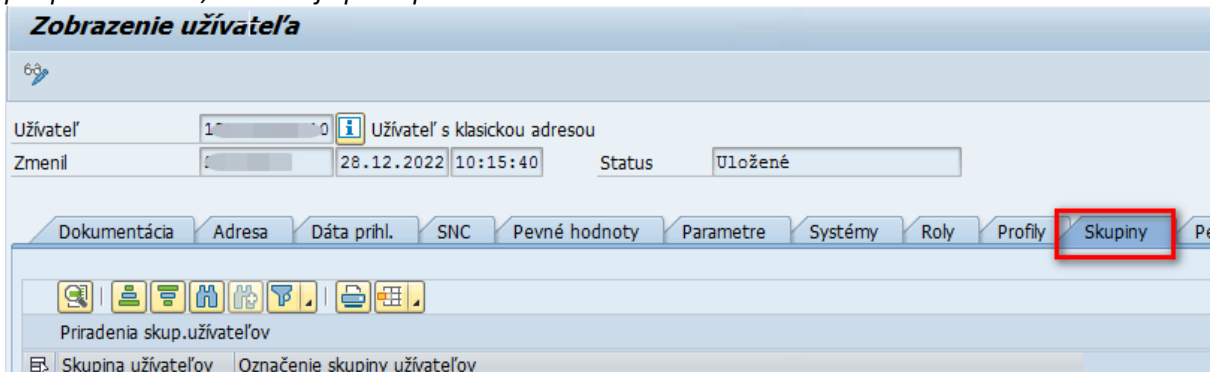 Zobrazenie užívateľa
Užívateľ Užívateľ s klasickou adresou
Zmenil 28.12.2022 10:15:40 Status Uložené
Dokumentácia Adresa Dáta prihl. SNC Pevné hodnoty Parametre Systémy Roly Profily Skupiny
Priradenia skup.užívateľov
Skupina užívateľov Označenie skupiny užívateľov